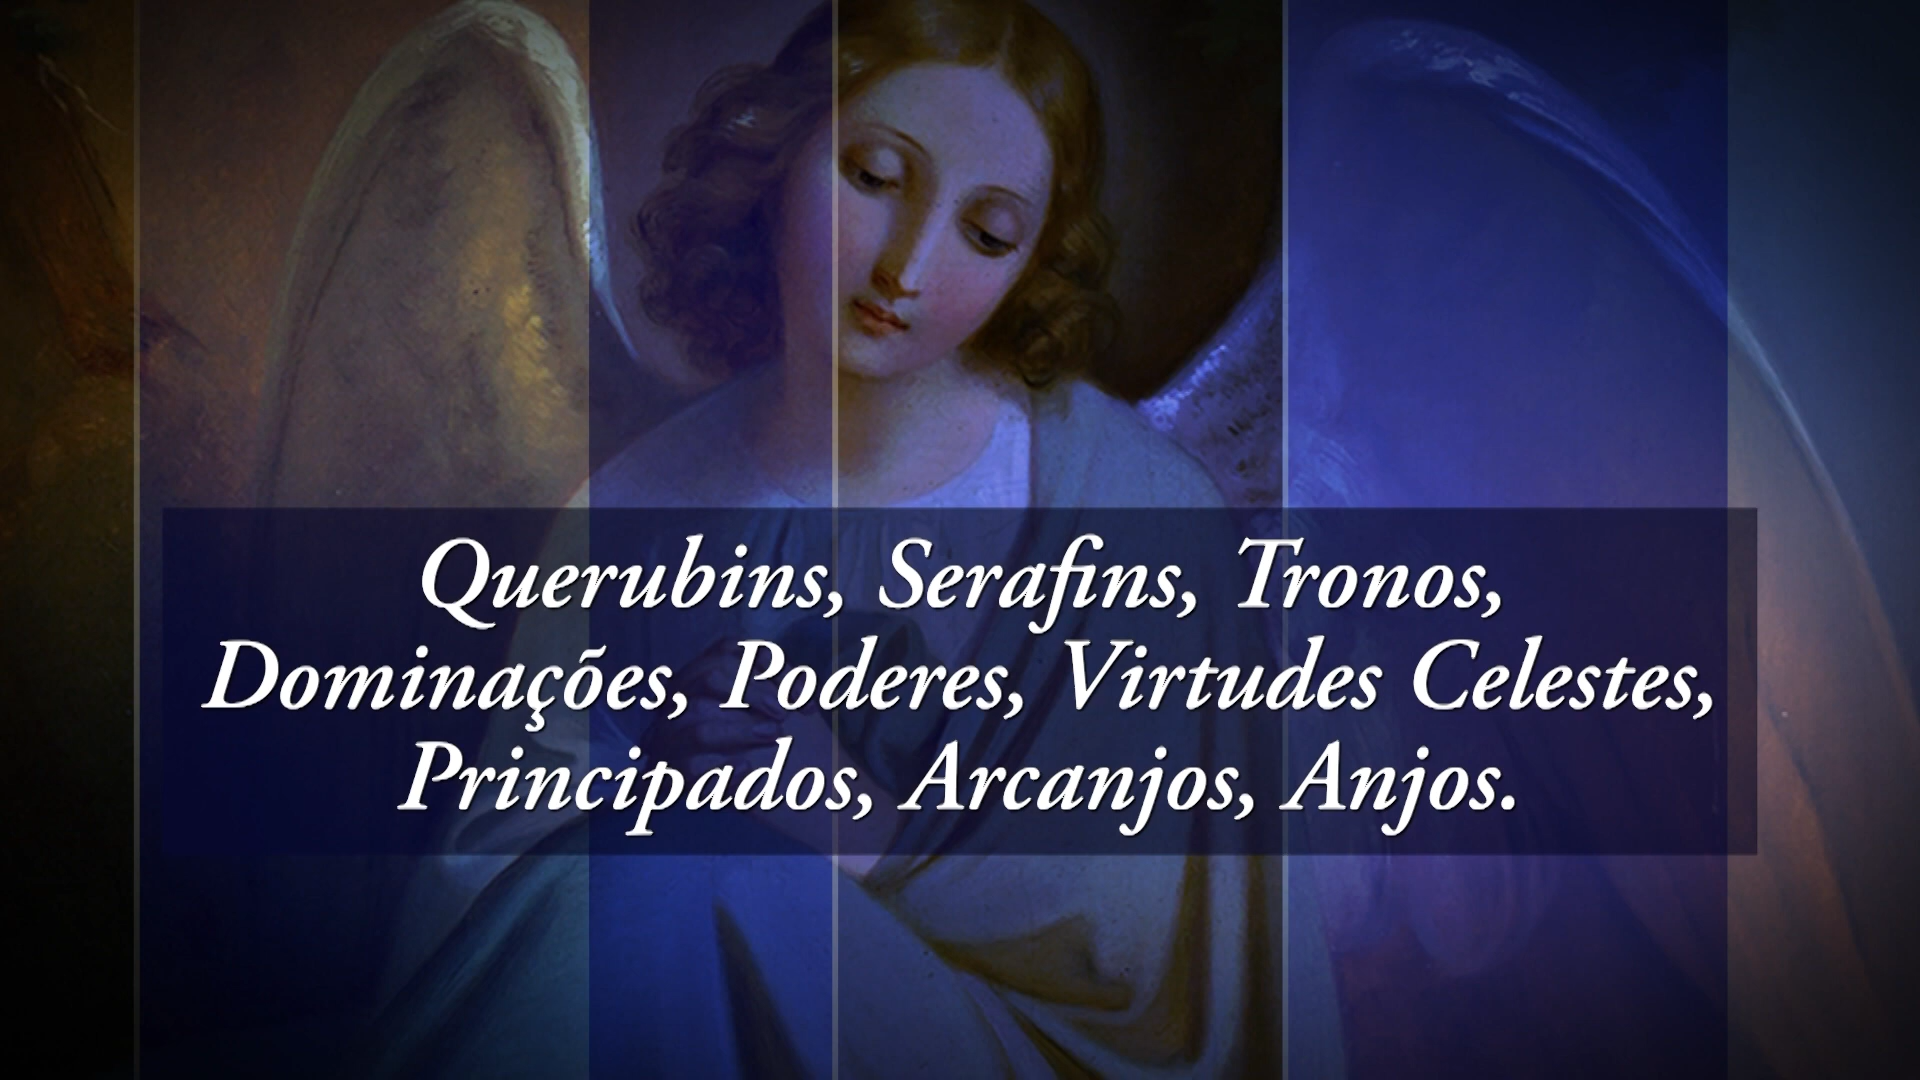 Querubins, Serafins, Tronos,
Dominações, Poderes, Virtudes Celestes,
Principados, Arcanjos, Anjos.